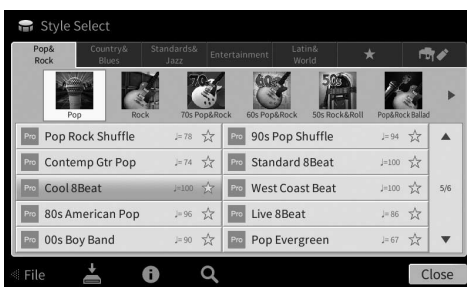 Style Select
Pop& Rock
Country& Blues
Standards& Jazz
Entertainment
Latin& World
Pop
Rock
70s Pop&Rock
60s Pop&Rock
50s Rock&Roll
Pop&Rock Ballad
Pro Pop Rock Shuffle ♩= 78
Pro 90s Pop Shuffle ♩= 94
Pro Contemp Gtr Pop ♩= 74
Pro Standard 8Beat ♩=100
Pro Cool 8Beat ♩=100
Pro West Coast Beat ♩=100
5/6
Pro 80s American Pop ♩= 96
Pro Live 8Beat ♩= 86
Pro 00s Boy Band ♩= 90
Pro Pop Evergreen ♩= 67
File
Close